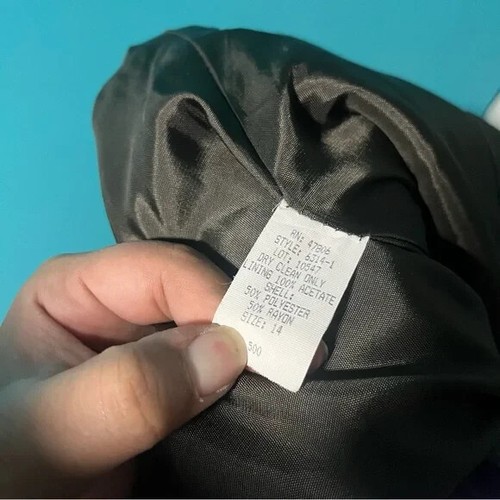 RN: 47806
STYLE: 6314-1
LOT: 10547
DRY CLEAN ONLY
LINING 100% ACETATE
SHELL:
50% POLYESTER
50% RAYON
SIZE: 14
500